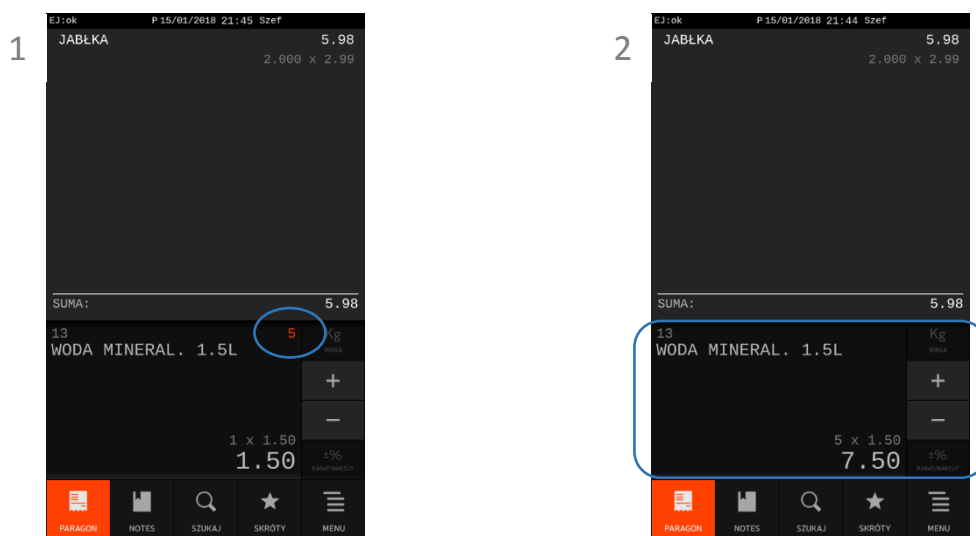 1
EJ:ok P 15/01/2018 21:45 Szef
JABŁKA 5.98
2.000 x 2.99
SUMA: 5.98
13 5 Kg
WAGA
WODA MINERAL. 1.5L
+
−
1 x 1.50
1.50 ±%
RABAT/NARZUT
PARAGON NOTES SZUKAJ SKRÓTY MENU
2
EJ:ok P 15/01/2018 21:44 Szef
JABŁKA 5.98
2.000 x 2.99
SUMA: 5.98
13 Kg
WAGA
WODA MINERAL. 1.5L
+
−
5 x 1.50
7.50 ±%
RABAT/NARZUT
PARAGON NOTES SZUKAJ SKRÓTY MENU